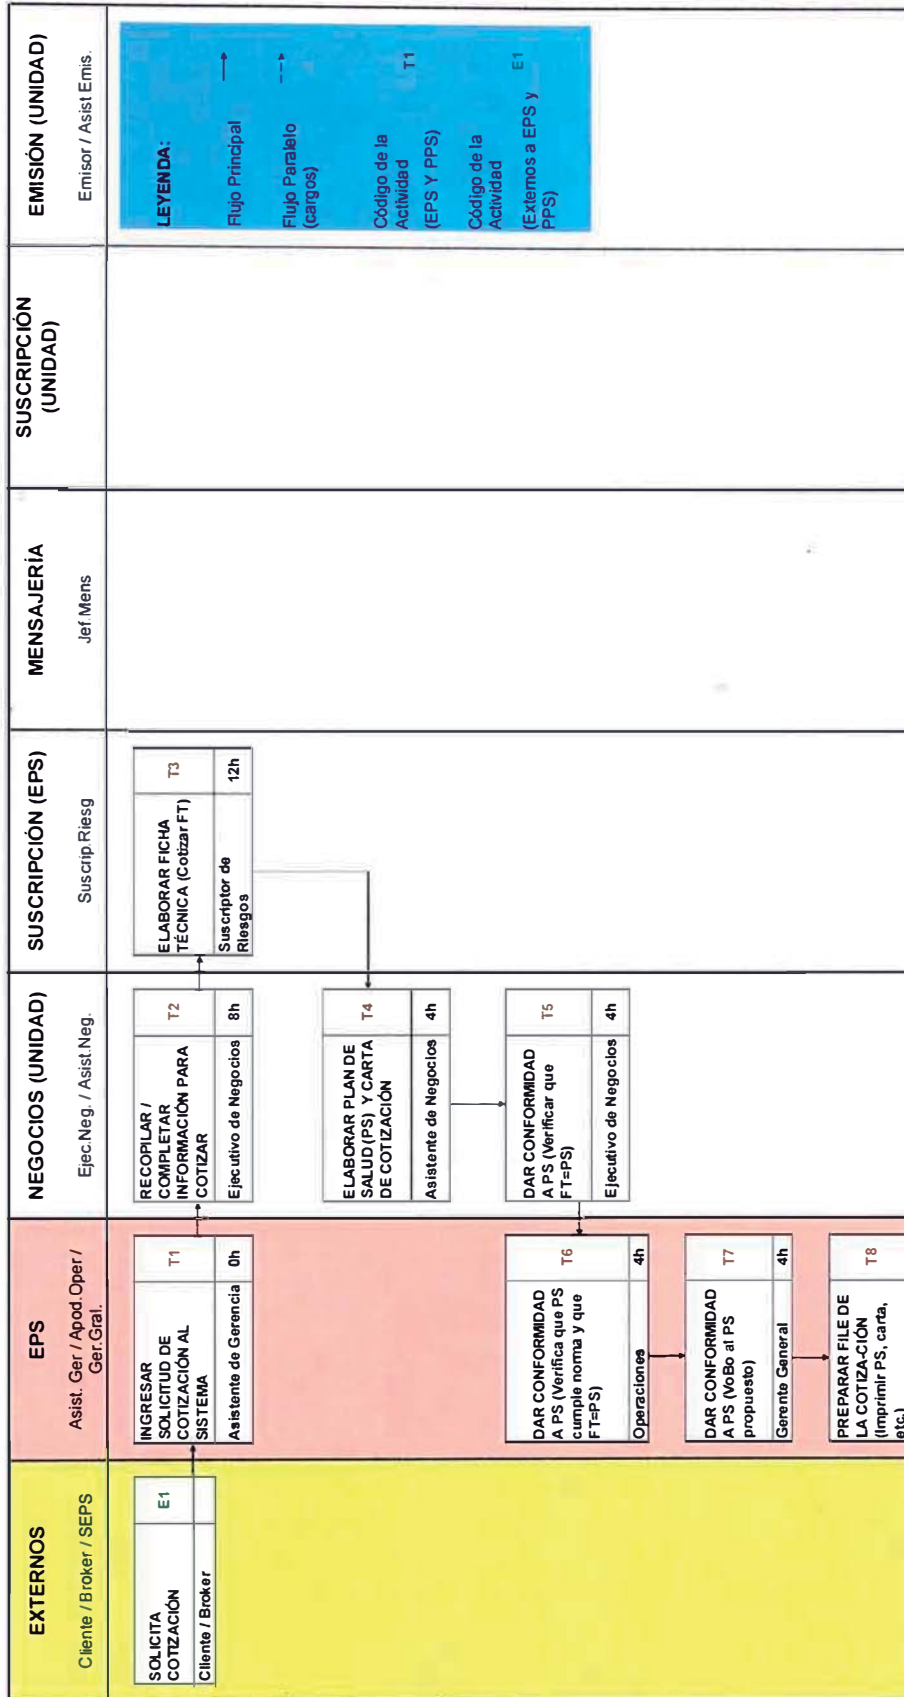 EXTERNOS
Cliente / Broker / SEPS
EPS
Asist. Ger / Apod.Oper /
Ger.Gral.
NEGOCIOS (UNIDAD)
Ejec.Neg. / Asist.Neg.
SUSCRIPCIÓN (EPS)
Suscrip.Riesg
MENSAJERÍA
Jef.Mens
SUSCRIPCIÓN
(UNIDAD)
EMISIÓN (UNIDAD)
Emisor / Asist Emis.
SOLICITA
COTIZACIÓN
E1
Cliente / Broker
INGRESAR
SOLICITUD DE
COTIZACIÓN AL
SISTEMA
T1
Asistente de Gerencia
0h
RECOPILAR /
COMPLETAR
INFORMACIÓN PARA
COTIZAR
T2
Ejecutivo de Negocios
8h
ELABORAR FICHA
TÉCNICA (Cotizar FT)
T3
Suscriptor de
Riesgos
12h
ELABORAR PLAN DE
SALUD (PS) Y CARTA
DE COTIZACIÓN
T4
Asistente de Negocios
4h
DAR CONFORMIDAD
A PS (Verificar que
FT=PS)
T5
Ejecutivo de Negocios
4h
DAR CONFORMIDAD
A PS (Verifica que PS
cumple norma y que
FT=PS)
T6
Operaciones
4h
DAR CONFORMIDAD
A PS (VoBo al PS
propuesto)
T7
Gerente General
4h
PREPARAR FILE DE
LA COTIZA-CIÓN
(Imprimir PS, carta,
etc.)
T8
LEYENDA:
Flujo Principal
Flujo Paralelo
(cargos)
Código de la
Actividad
(EPS Y PPS)
T1
Código de la
Actividad
(Externos a EPS y
PPS)
E1